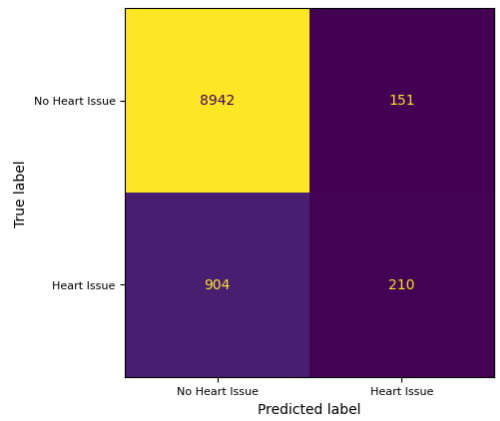 True label
No Heart Issue
8942
151
Heart Issue
904
210
No Heart Issue
Heart Issue
Predicted label